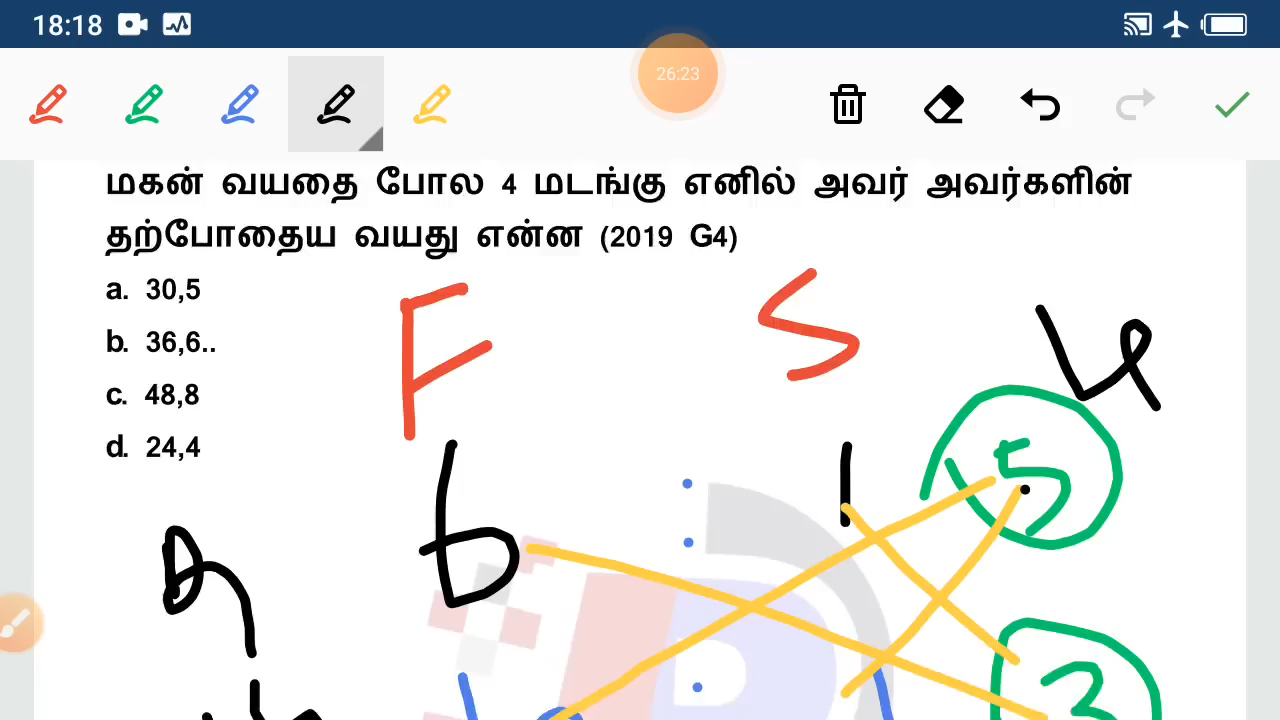 18:18
26:23
மகன் வயதை போல 4 மடங்கு எனில் அவர் அவர்களின்
தற்போதைய வயது என்ன (2019 G4)
a. 30,5
b. 36,6..
c. 48,8
d. 24,4
F S
6 : 1 5
3